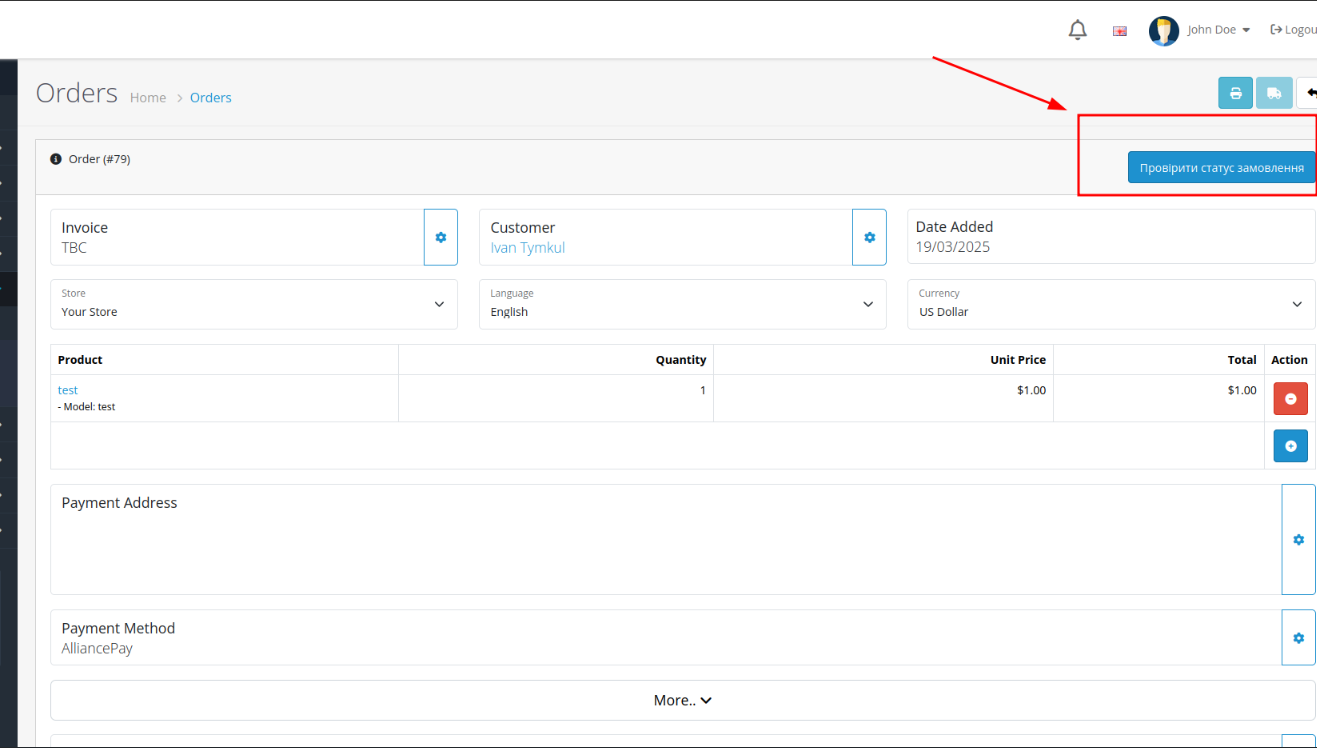 John Doe
Logou
Orders Home > Orders
Order (#79)
Провірити статус замовлення
Invoice
TBC
Customer
Ivan Tymkul
Date Added
19/03/2025
Store
Your Store
Language
English
Currency
US Dollar
Product Quantity Unit Price Total Action
test 1 $1.00 $1.00
- Model: test
Payment Address
Payment Method
AlliancePay
More..